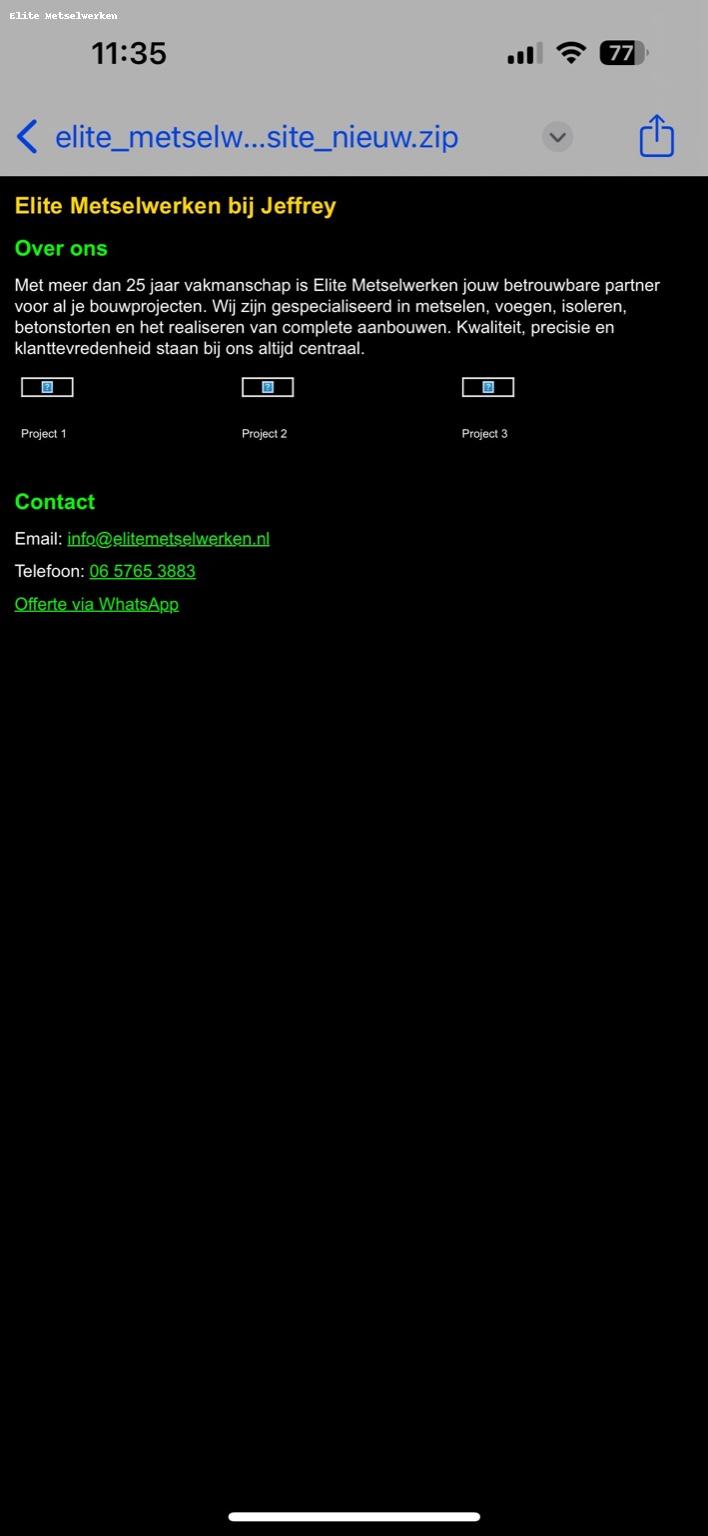 Elite Metselwerken
11:35
77
elite_metselw...site_nieuw.zip
Elite Metselwerken bij Jeffrey
Over ons
Met meer dan 25 jaar vakmanschap is Elite Metselwerken jouw betrouwbare partner
voor al je bouwprojecten. Wij zijn gespecialiseerd in metselen, voegen, isoleren,
betonstorten en het realiseren van complete aanbouwen. Kwaliteit, precisie en
klanttevredenheid staan bij ons altijd centraal.
? ? ?
Project 1 Project 2 Project 3
Contact
Email: info@elitemetselwerken.nl
Telefoon: 06 5765 3883
Offerte via WhatsApp